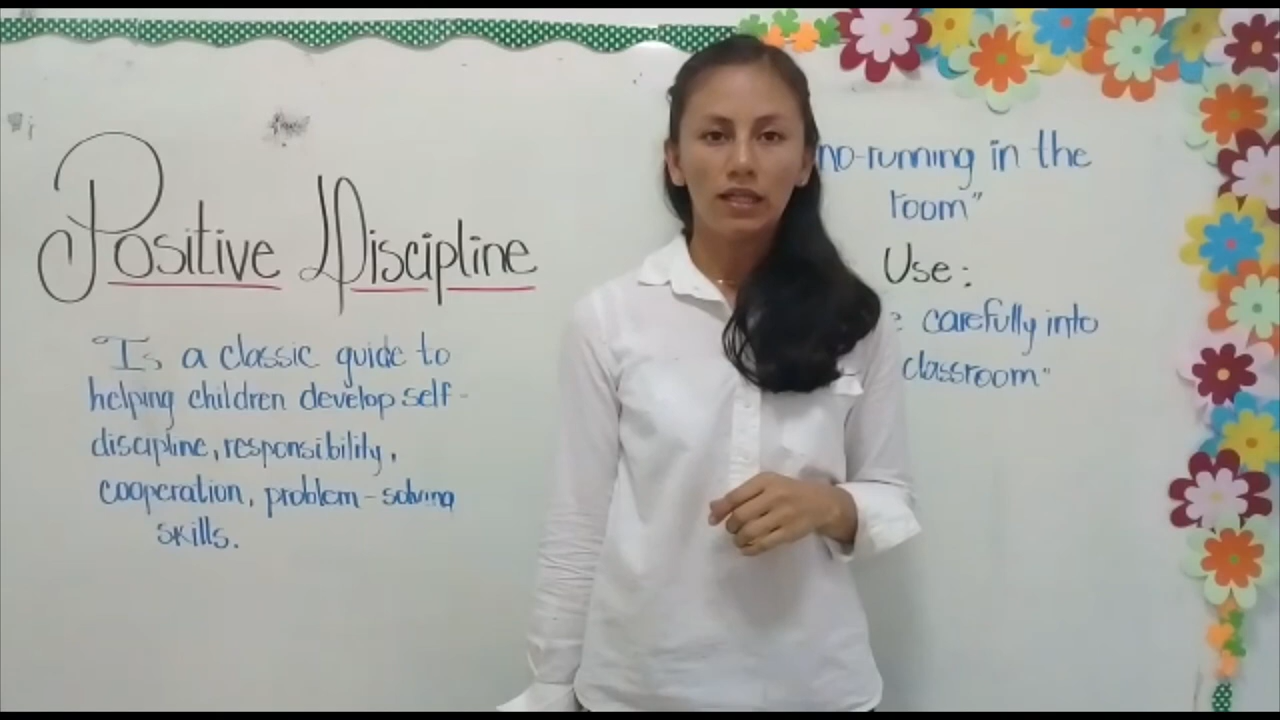 Positive Discipline
Is a classic guide to
helping children develop self-
discipline, responsibility,
cooperation, problem-solving
skills.
no-running in the
room"
Use:
carefully into
classroom"